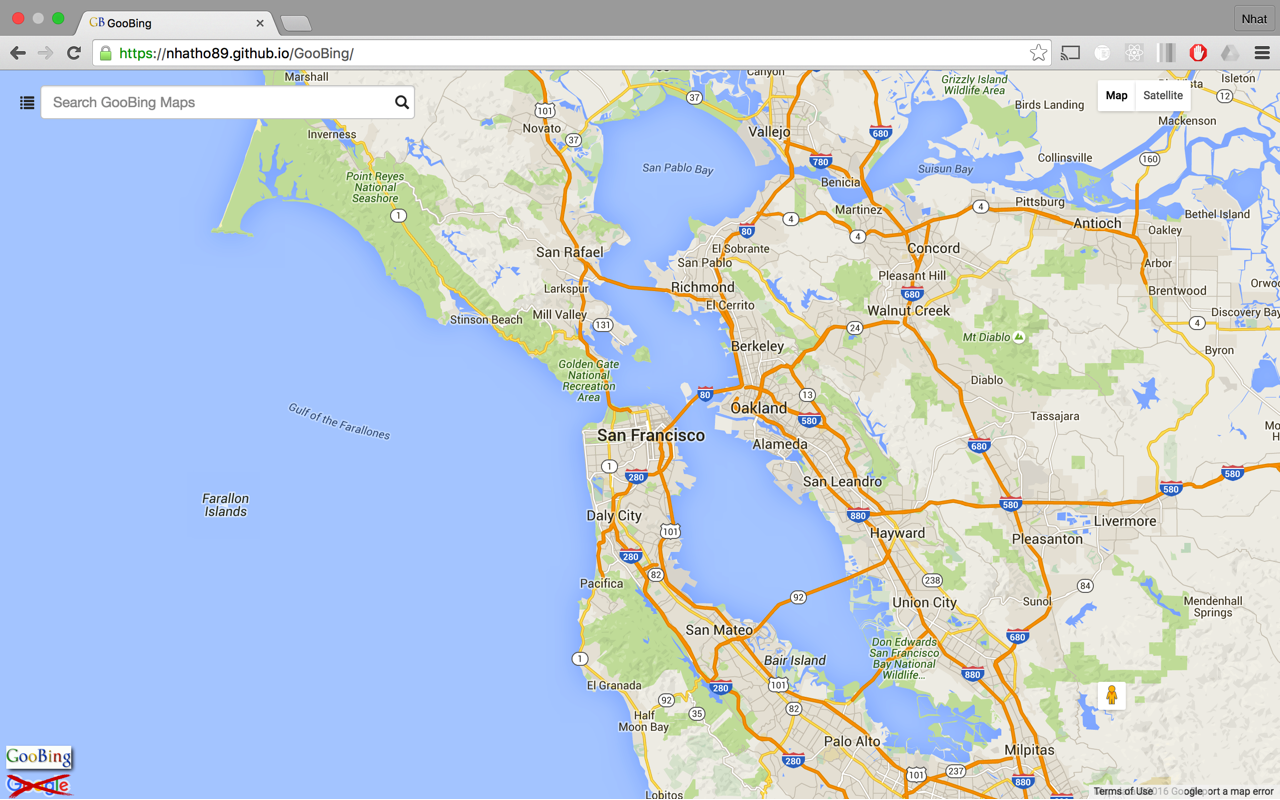 GB GooBing
Nhat
https://nhatho89.github.io/GooBing/
Search GooBing Maps
Map
Satellite
Marshall
Canyon
Grizzly Island
Wildlife Area
Isleton
Birds Landing
12
37
101
Novato
Vallejo
680
Mackenson
Inverness
37
780
Collinsville
160
San Pablo Bay
Suisun Bay
Point Reyes
National
Seashore
Benicia
Pittsburg
Martinez
4
Bethel Island
1
4
Antioch
Oakley
80
4
San Rafael
El Sobrante
Concord
San Pablo
Arbor
Pleasant Hill
Larkspur
Richmond
680
Brentwood
El Cerrito
Walnut Creek
Discovery Bay
Stinson Beach
Mill Valley
131
24
4
Mt Diablo
Berkeley
Byron
Golden Gate
National
Recreation
Area
Diablo
80
13
Oakland
Gulf of the Farallones
580
Tassajara
San Francisco
Alameda
680
1
280
580
San Leandro
580
Farallon
Islands
580
Daly City
880
Livermore
101
Hayward
Pleasanton
280
82
Pacifica
238
84
92
Union City
Sunol
Mendenhall
Springs
San Mateo
680
Don Edwards
San Francisco
Bay National
Wildlife...
1
Bair Island
880
El Granada
280
101
92
82
35
Half
Moon Bay
Palo Alto
Milpitas
GooBing
280
101
237
880
Google
Lobitos
Terms of Use
2016 Google
ort a map error